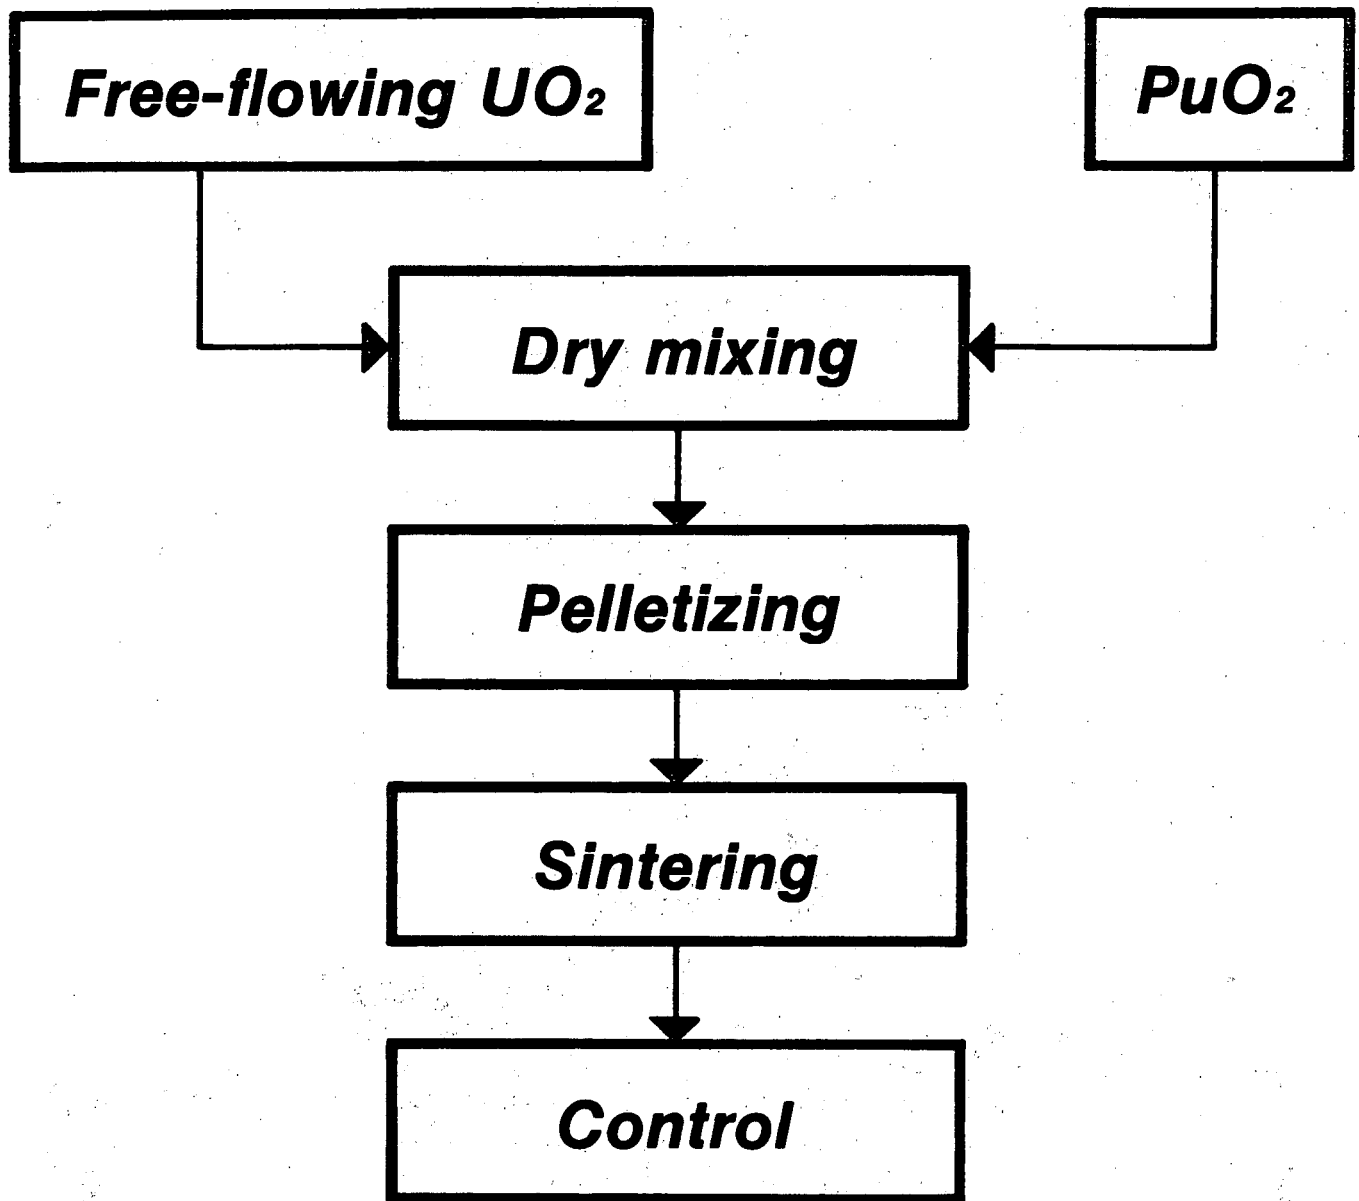 Free-flowing UO₂
PuO₂
Dry mixing
Pelletizing
Sintering
Control